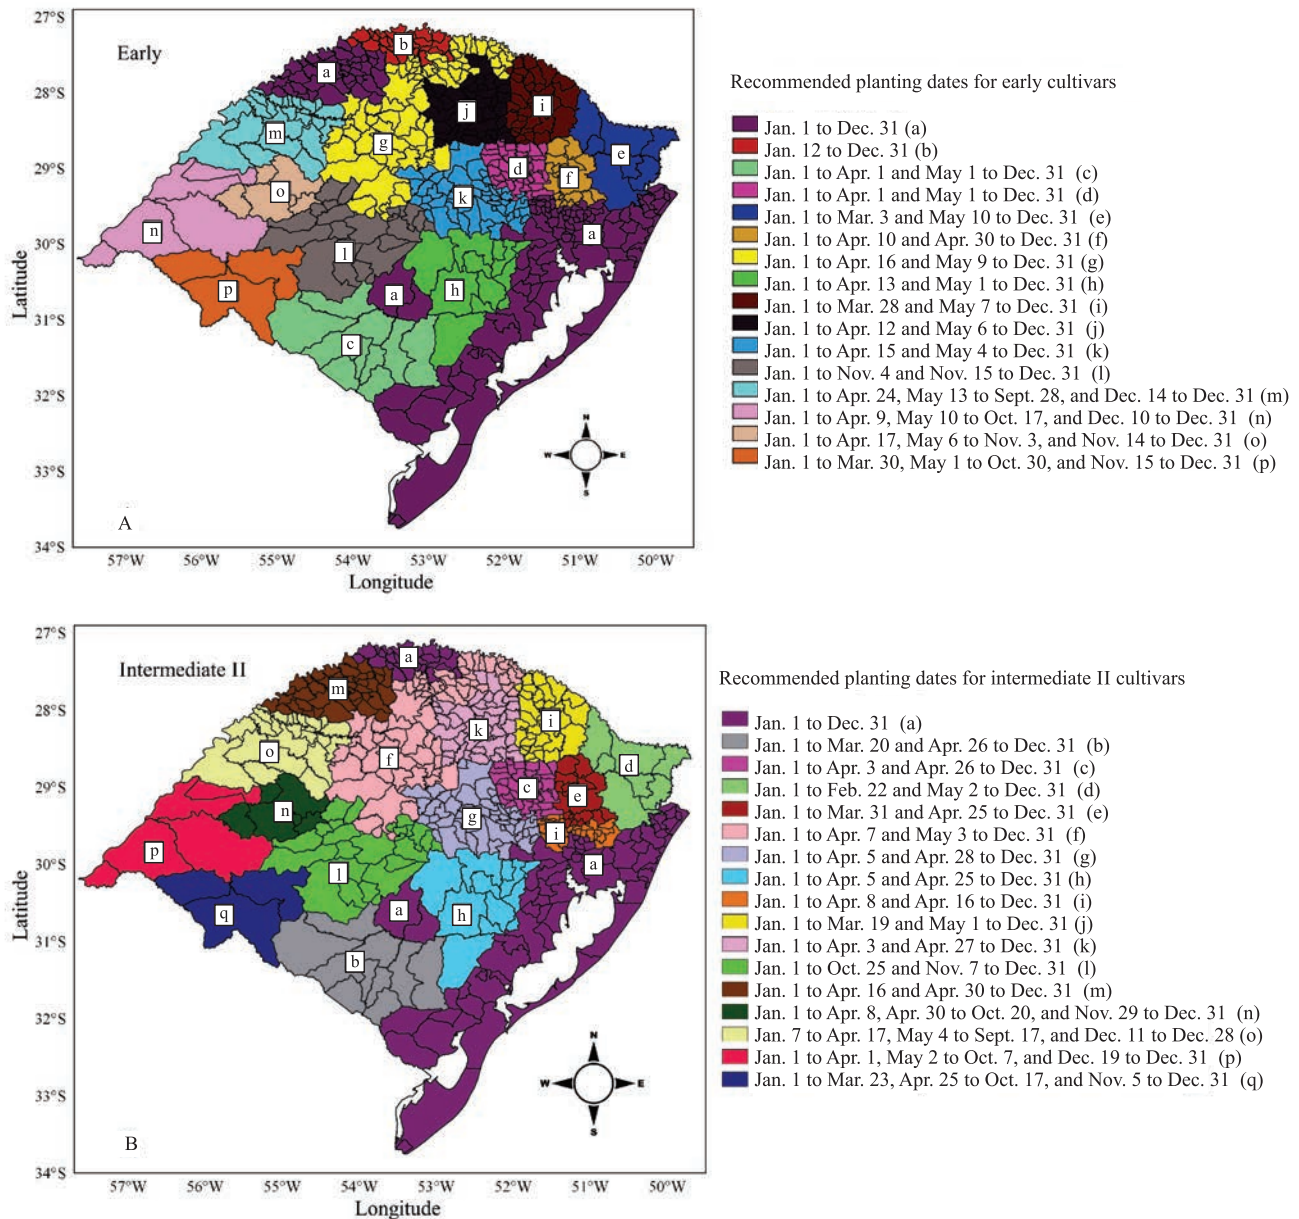 27°S
28°S
29°S
30°S
31°S
32°S
33°S
34°S
Latitude
Early
a
b
j
i
m
g
e
d
f
o
k
n
a
l
p
a
h
c
N
W
E
S
A
57°W 56°W 55°W 54°W 53°W 52°W 51°W 50°W
Longitude
Recommended planting dates for early cultivars
Jan. 1 to Dec. 31 (a)
Jan. 12 to Dec. 31 (b)
Jan. 1 to Apr. 1 and May 1 to Dec. 31 (c)
Jan. 1 to Apr. 1 and May 1 to Dec. 31 (d)
Jan. 1 to Mar. 3 and May 10 to Dec. 31 (e)
Jan. 1 to Apr. 10 and Apr. 30 to Dec. 31 (f)
Jan. 1 to Apr. 16 and May 9 to Dec. 31 (g)
Jan. 1 to Apr. 13 and May 1 to Dec. 31 (h)
Jan. 1 to Mar. 28 and May 7 to Dec. 31 (i)
Jan. 1 to Apr. 12 and May 6 to Dec. 31 (j)
Jan. 1 to Apr. 15 and May 4 to Dec. 31 (k)
Jan. 1 to Nov. 4 and Nov. 15 to Dec. 31 (l)
Jan. 1 to Apr. 24, May 13 to Sept. 28, and Dec. 14 to Dec. 31 (m)
Jan. 1 to Apr. 9, May 10 to Oct. 17, and Dec. 10 to Dec. 31 (n)
Jan. 1 to Apr. 17, May 6 to Nov. 3, and Nov. 14 to Dec. 31 (o)
Jan. 1 to Mar. 30, May 1 to Oct. 30, and Nov. 15 to Dec. 31 (p)
27°S
28°S
29°S
30°S
31°S
32°S
33°S
34°S
Latitude
Intermediate II
a
m
i
k
o
f
d
c
e
n
g
i
p
a
l
a
h
q
b
N
W
E
S
B
57°W 56°W 55°W 54°W 53°W 52°W 51°W 50°W
Longitude
Recommended planting dates for intermediate II cultivars
Jan. 1 to Dec. 31 (a)
Jan. 1 to Mar. 20 and Apr. 26 to Dec. 31 (b)
Jan. 1 to Apr. 3 and Apr. 26 to Dec. 31 (c)
Jan. 1 to Feb. 22 and May 2 to Dec. 31 (d)
Jan. 1 to Mar. 31 and Apr. 25 to Dec. 31 (e)
Jan. 1 to Apr. 7 and May 3 to Dec. 31 (f)
Jan. 1 to Apr. 5 and Apr. 28 to Dec. 31 (g)
Jan. 1 to Apr. 5 and Apr. 25 to Dec. 31 (h)
Jan. 1 to Apr. 8 and Apr. 16 to Dec. 31 (i)
Jan. 1 to Mar. 19 and May 1 to Dec. 31 (j)
Jan. 1 to Apr. 3 and Apr. 27 to Dec. 31 (k)
Jan. 1 to Oct. 25 and Nov. 7 to Dec. 31 (l)
Jan. 1 to Apr. 16 and Apr. 30 to Dec. 31 (m)
Jan. 1 to Apr. 8, Apr. 30 to Oct. 20, and Nov. 29 to Dec. 31 (n)
Jan. 7 to Apr. 17, May 4 to Sept. 17, and Dec. 11 to Dec. 28 (o)
Jan. 1 to Apr. 1, May 2 to Oct. 7, and Dec. 19 to Dec. 31 (p)
Jan. 1 to Mar. 23, Apr. 25 to Oct. 17, and Nov. 5 to Dec. 31 (q)